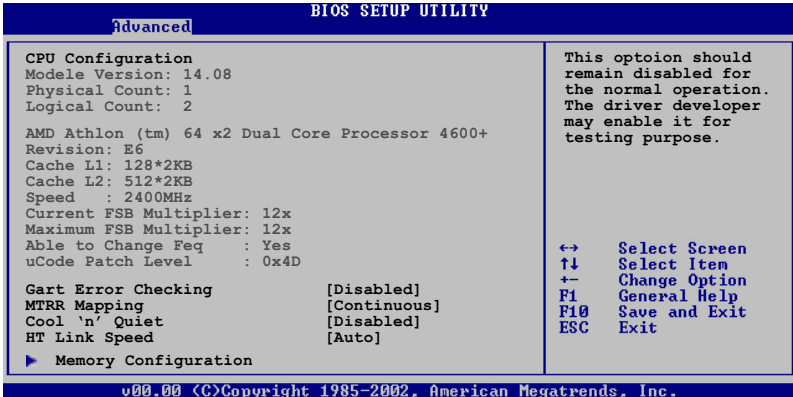 BIOS SETUP UTILITY
Advanced
CPU Configuration
Modele Version: 14.08
Physical Count: 1
Logical Count: 2
AMD Athlon (tm) 64 x2 Dual Core Processor 4600+
Revision: E6
Cache L1: 128*2KB
Cache L2: 512*2KB
Speed : 2400MHz
Current FSB Multiplier: 12x
Maximum FSB Multiplier: 12x
Able to Change Feq : Yes
uCode Patch Level : 0x4D
Gart Error Checking [Disabled]
MTRR Mapping [Continuous]
Cool ‘n’ Quiet [Disabled]
HT Link Speed [Auto]
Memory Configuration
This optoion should
remain disabled for
the normal operation.
The driver developer
may enable it for
testing purpose.
←→ Select Screen
↑↓ Select Item
+- Change Option
F1 General Help
F10 Save and Exit
ESC Exit
v00.00 (C)Copyright 1985-2002, American Megatrends, Inc.